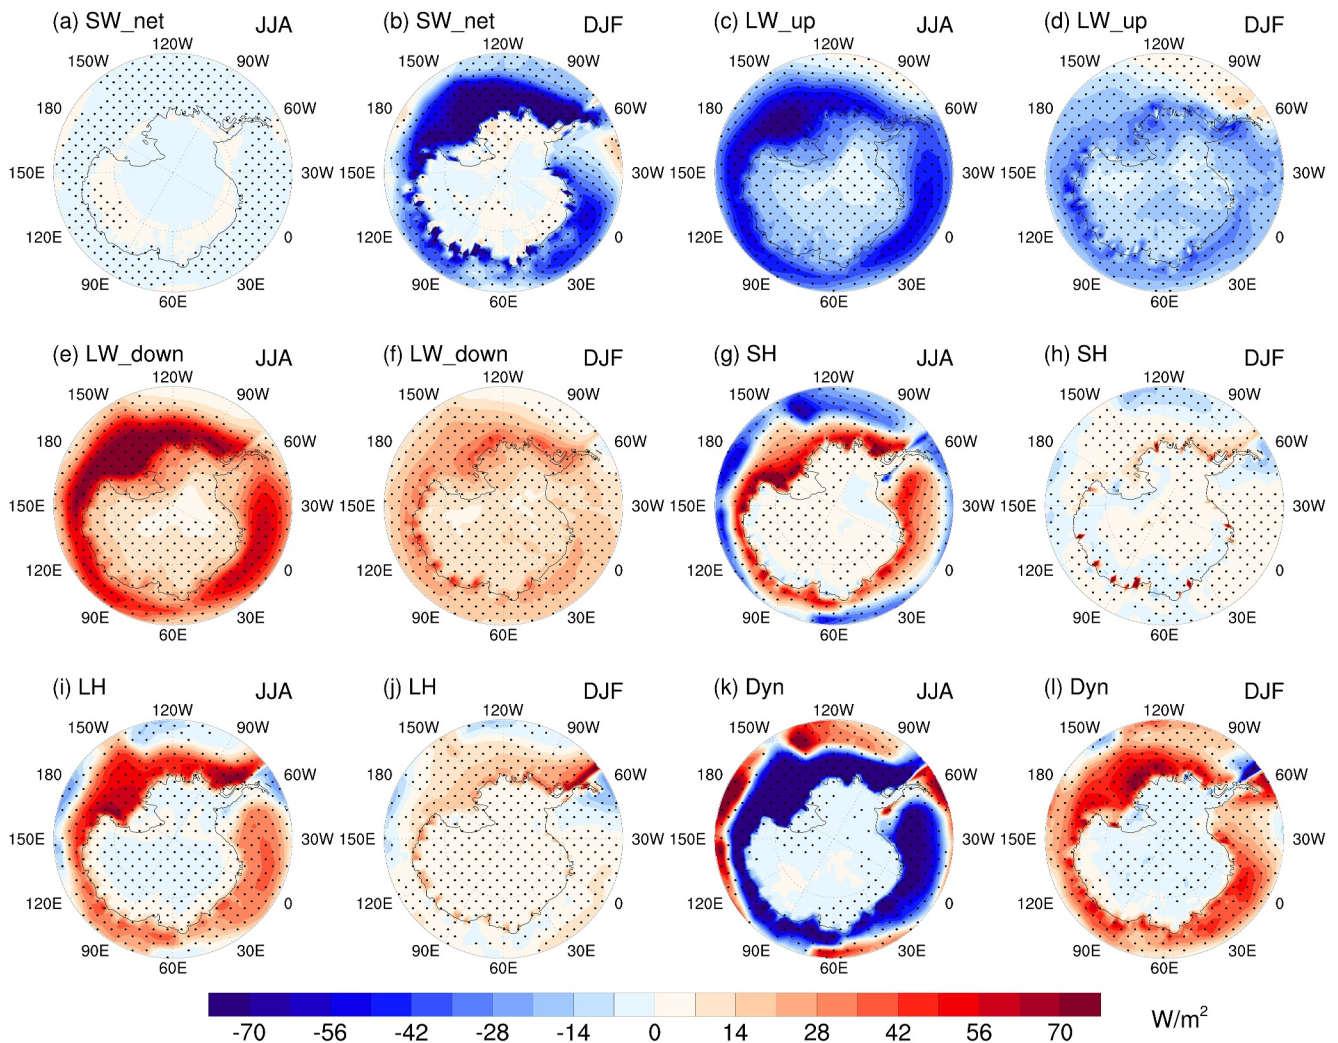 (a) SW_net JJA (b) SW_net DJF (c) LW_up JJA (d) LW_up DJF
120W 120W 120W 120W
150W 90W 150W 90W 150W 90W 150W 90W
180 60W 180 60W 180 60W 180 60W
150E 30W 150E 30W 150E 30W 150E 30W
120E 0 120E 0 120E 0 120E 0
90E 30E 90E 30E 90E 30E 90E 30E
60E 60E 60E 60E
(e) LW_down JJA (f) LW_down DJF (g) SH JJA (h) SH DJF
120W 120W 120W 120W
150W 90W 150W 90W 150W 90W 150W 90W
180 60W 180 60W 180 60W 180 60W
150E 30W 150E 30W 150E 30W 150E 30W
120E 0 120E 0 120E 0 120E 0
90E 30E 90E 30E 90E 30E 90E 30E
60E 60E 60E 60E
(i) LH JJA (j) LH DJF (k) Dyn JJA (l) Dyn DJF
120W 120W 120W 120W
150W 90W 150W 90W 150W 90W 150W 90W
180 60W 180 60W 180 60W 180 60W
150E 30W 150E 30W 150E 30W 150E 30W
120E 0 120E 0 120E 0 120E 0
90E 30E 90E 30E 90E 30E 90E 30E
60E 60E 60E 60E
-70 -56 -42 -28 -14 0 14 28 42 56 70 W/m²